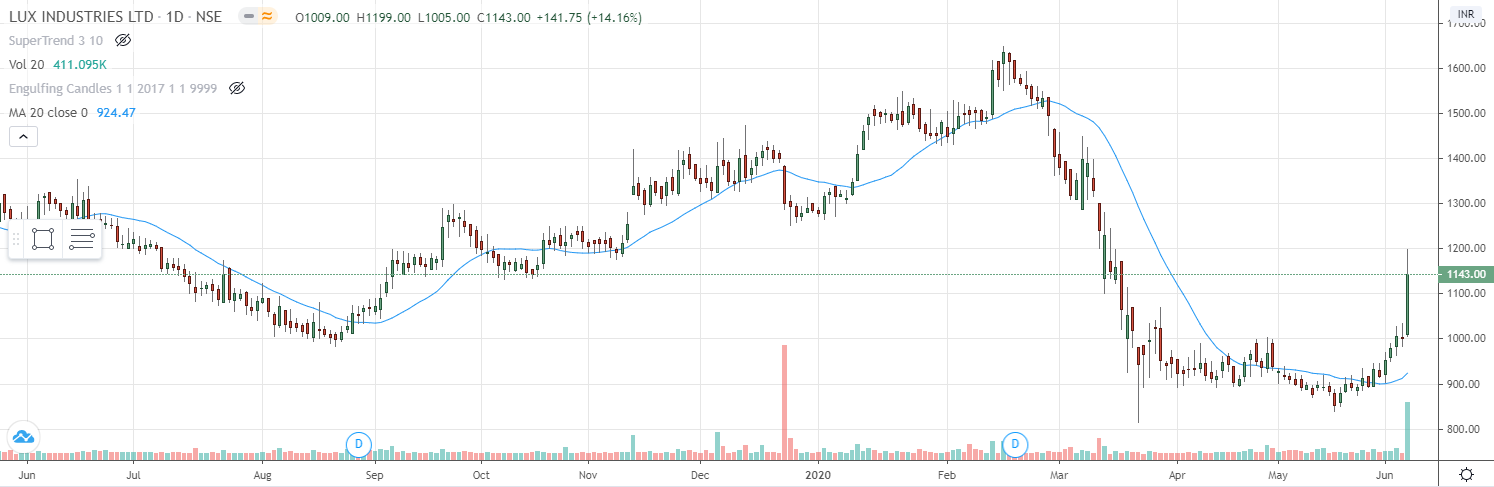 LUX INDUSTRIES LTD · 1D · NSE O1009.00 H1199.00 L1005.00 C1143.00 +141.75 (+14.16%)
SuperTrend 3 10
Vol 20 411.095K
Engulfing Candles 1 1 2017 1 1 9999
MA 20 close 0 924.47
INR
1700.00
1600.00
1500.00
1400.00
1300.00
1200.00
1143.00
1100.00
1000.00
900.00
800.00
D D
Jun Jul Aug Sep Oct Nov Dec 2020 Feb Mar Apr May Jun